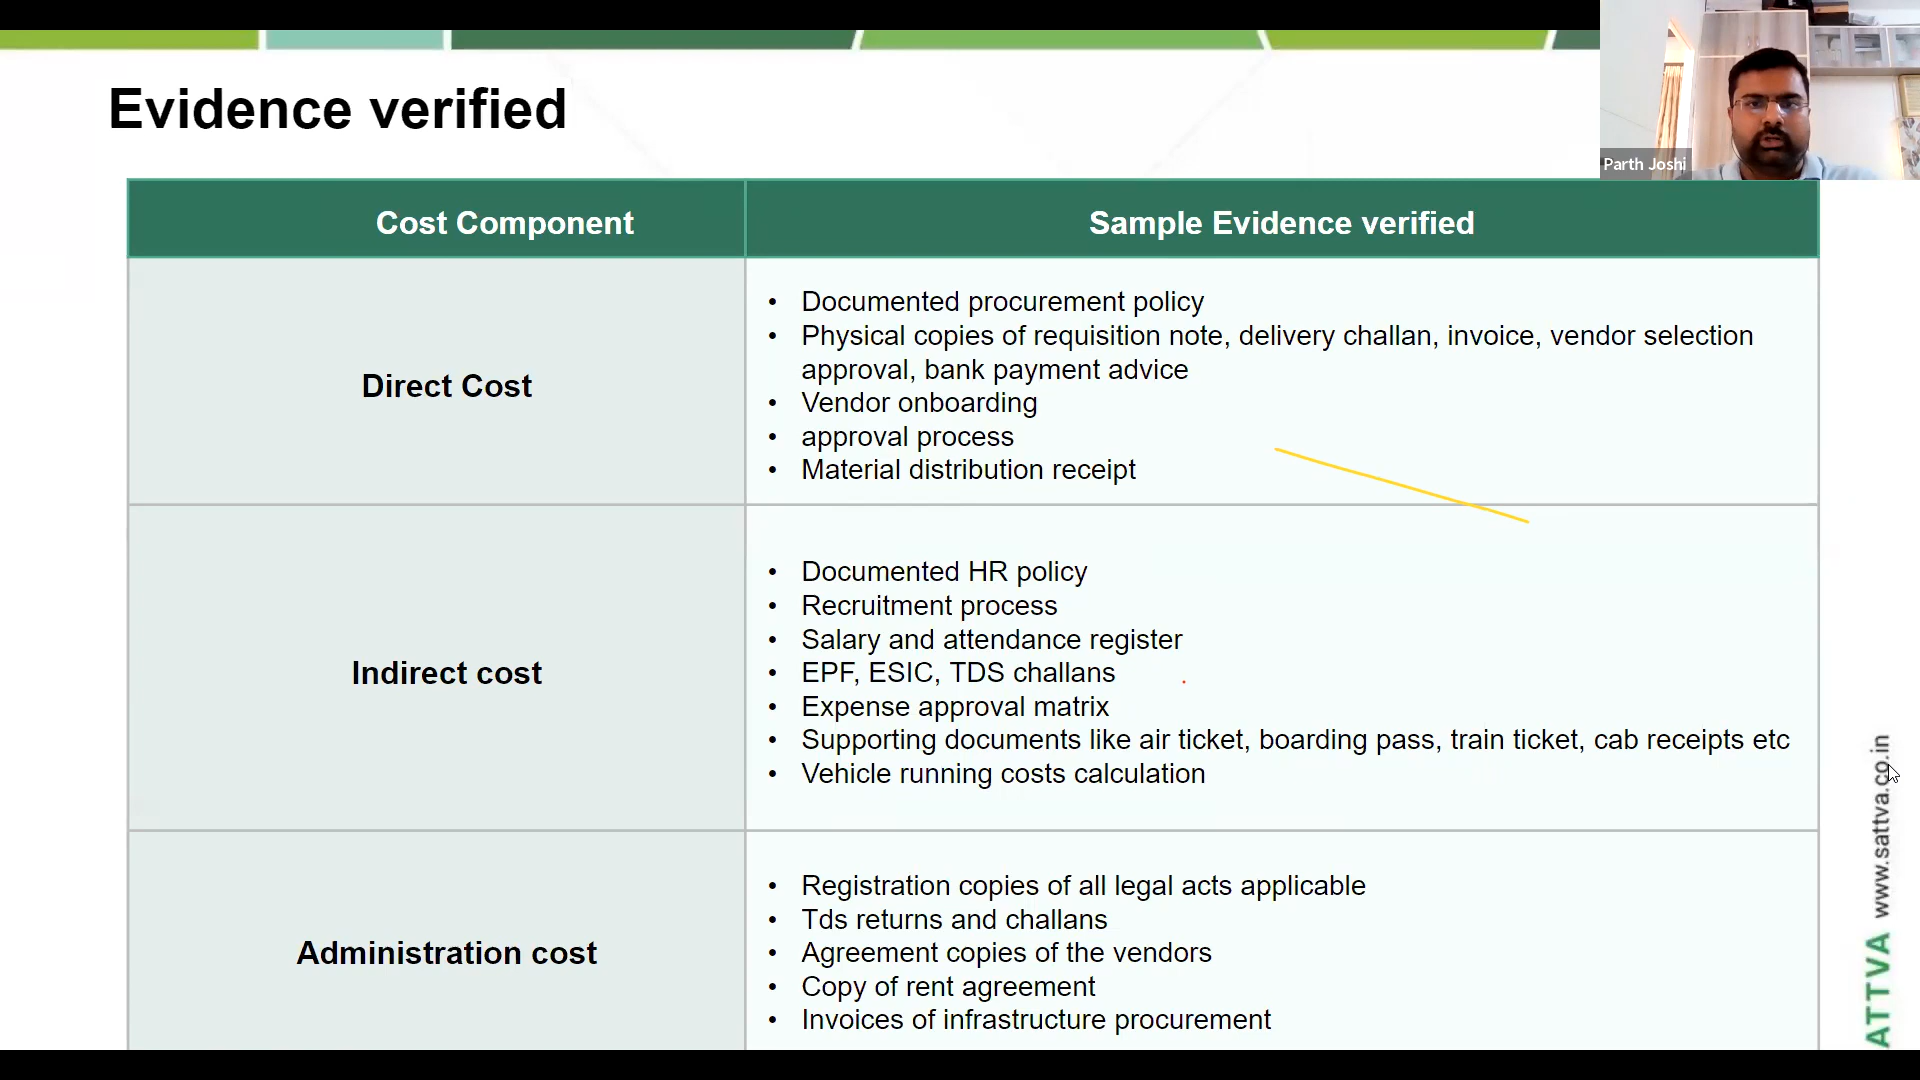 Evidence verified
Parth Joshi
Cost Component
Sample Evidence verified
Direct Cost
• Documented procurement policy
• Physical copies of requisition note, delivery challan, invoice, vendor selection
approval, bank payment advice
• Vendor onboarding
• approval process
• Material distribution receipt
Indirect cost
• Documented HR policy
• Recruitment process
• Salary and attendance register
• EPF, ESIC, TDS challans
• Expense approval matrix
• Supporting documents like air ticket, boarding pass, train ticket, cab receipts etc
• Vehicle running costs calculation
Administration cost
• Registration copies of all legal acts applicable
• Tds returns and challans
• Agreement copies of the vendors
• Copy of rent agreement
• Invoices of infrastructure procurement
ATTVA www.sattva.co.in